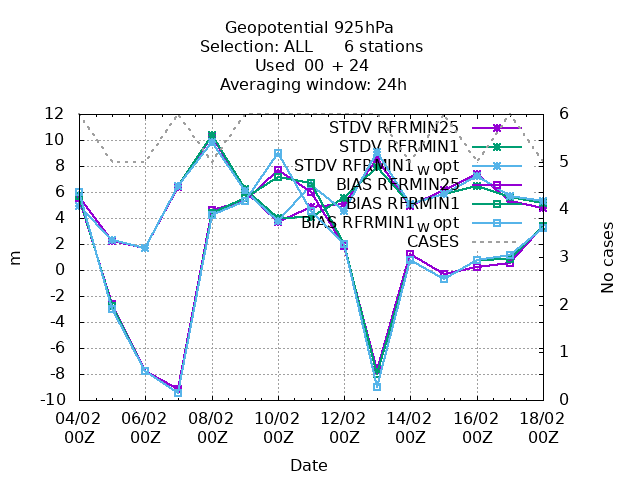 Geopotential 925hPa
Selection: ALL      6 stations
Used  00 + 24
Averaging window: 24h
12
10
8
6
4
2
0
-2
-4
-6
-8
-10
m
6
5
4
3
2
1
0
No cases
STDV RFRMIN25
STDV RFRMIN1
STDV RFRMIN1_w opt
BIAS RFRMIN25
BIAS RFRMIN1
BIAS RFRMIN1_w opt
CASES
04/02 06/02 08/02 10/02 12/02 14/02 16/02 18/02
00Z 00Z 00Z 00Z 00Z 00Z 00Z 00Z
Date